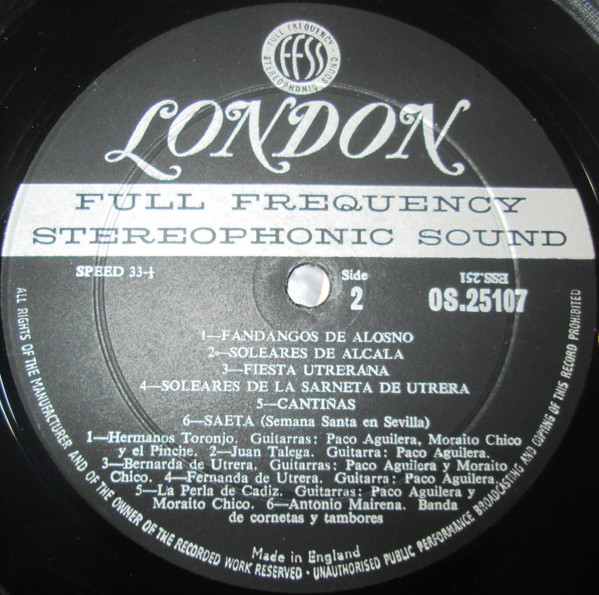 FULL FREQUENCY
FFSS
STEREOPHONIC SOUND
LONDON
FULL FREQUENCY
STEREOPHONIC SOUND
SPEED 33-⅓
Side
2
ESS.251
OS.25107
1—FANDANGOS DE ALOSNO
2—SOLEARES DE ALCALA
3—FIESTA UTRERANA
4—SOLEARES DE LA SARNETA DE UTRERA
5—CANTIÑAS
6—SAETA (Semana Santa en Sevilla)
1—Hermanos Toronjo. Guitarras: Paco Aguilera, Moraito Chico
y el Pinche. 2—Juan Talega. Guitarra: Paco Aguilera.
3—Bernarda de Utrera. Guitarras: Paco Aguilera y Moraito
Chico. 4—Fernanda de Utrera. Guitarra: Paco Aguilera.
5—La Perla de Cadiz. Guitarras: Paco Aguilera y
Moraito Chico. 6—Antonio Mairena. Banda
de cornetas y tambores
Made in England
ALL RIGHTS OF THE MANUFACTURER AND OF THE OWNER OF THE RECORDED WORK RESERVED · UNAUTHORISED PUBLIC PERFORMANCE BROADCASTING AND COPYING OF THIS RECORD PROHIBITED